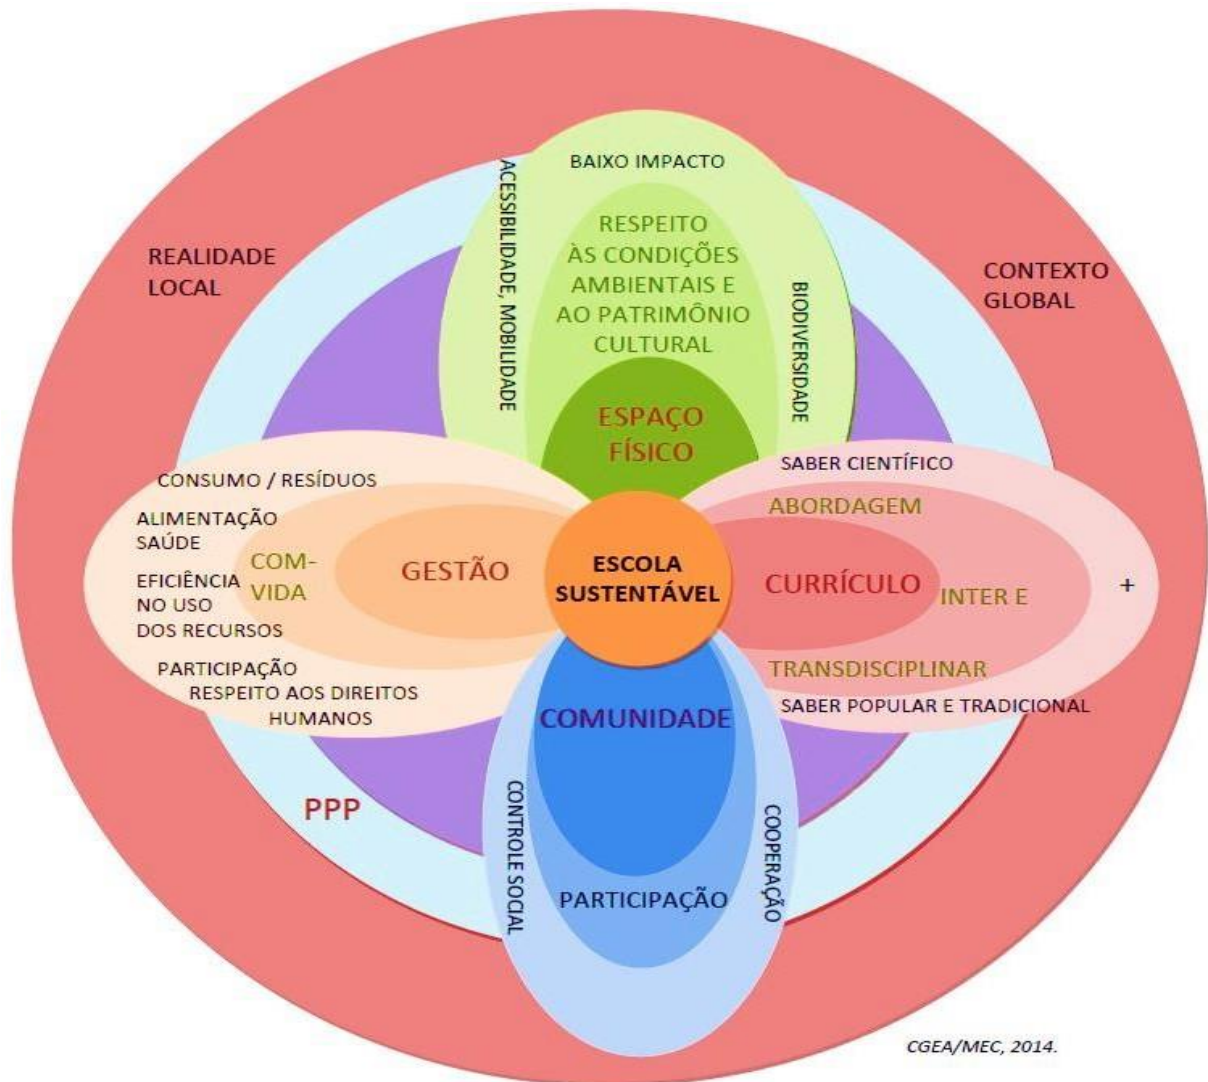 BAIXO IMPACTO
ACESSIBILIDADE, MOBILIDADE
RESPEITO
ÀS CONDIÇÕES
AMBIENTAIS E
AO PATRIMÔNIO
CULTURAL
BIODIVERSIDADE
ESPAÇO
FÍSICO
REALIDADE
LOCAL
CONTEXTO
GLOBAL
CONSUMO / RESÍDUOS
ALIMENTAÇÃO
SAÚDE
EFICIÊNCIA
NO USO
DOS RECURSOS
PARTICIPAÇÃO
RESPEITO AOS DIREITOS
HUMANOS
COM-
VIDA
GESTÃO
ESCOLA
SUSTENTÁVEL
SABER CIENTÍFICO
ABORDAGEM
CURRÍCULO
INTER E
+
TRANSDISCIPLINAR
SABER POPULAR E TRADICIONAL
COMUNIDADE
PPP
CONTROLE SOCIAL
PARTICIPAÇÃO
COOPERAÇÃO
CGEA/MEC, 2014.